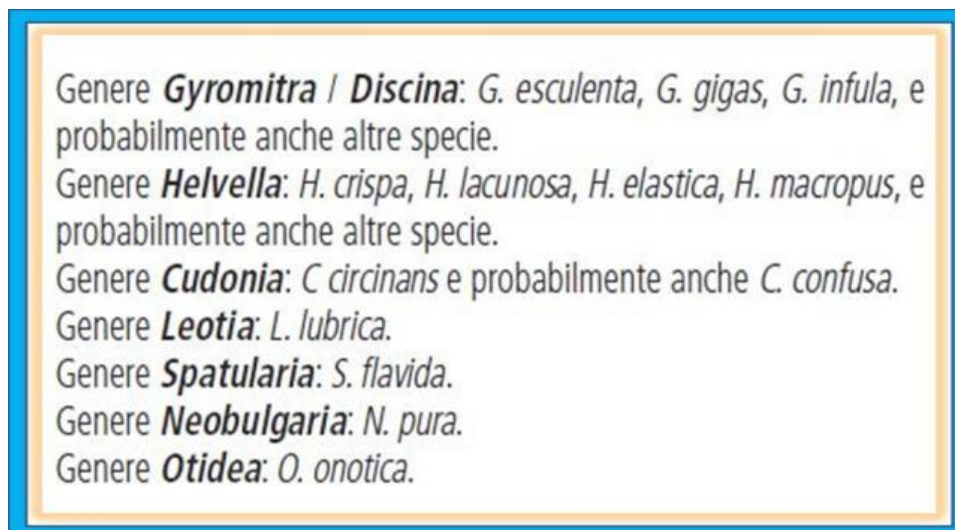 Genere Gyromitra / Discina: G. esculenta, G. gigas, G. infula, e
probabilmente anche altre specie.
Genere Helvella: H. crispa, H. lacunosa, H. elastica, H. macropus, e
probabilmente anche altre specie.
Genere Cudonia: C circinans e probabilmente anche C. confusa.
Genere Leotia: L. lubrica.
Genere Spatularia: S. flavida.
Genere Neobulgaria: N. pura.
Genere Otidea: O. onotica.